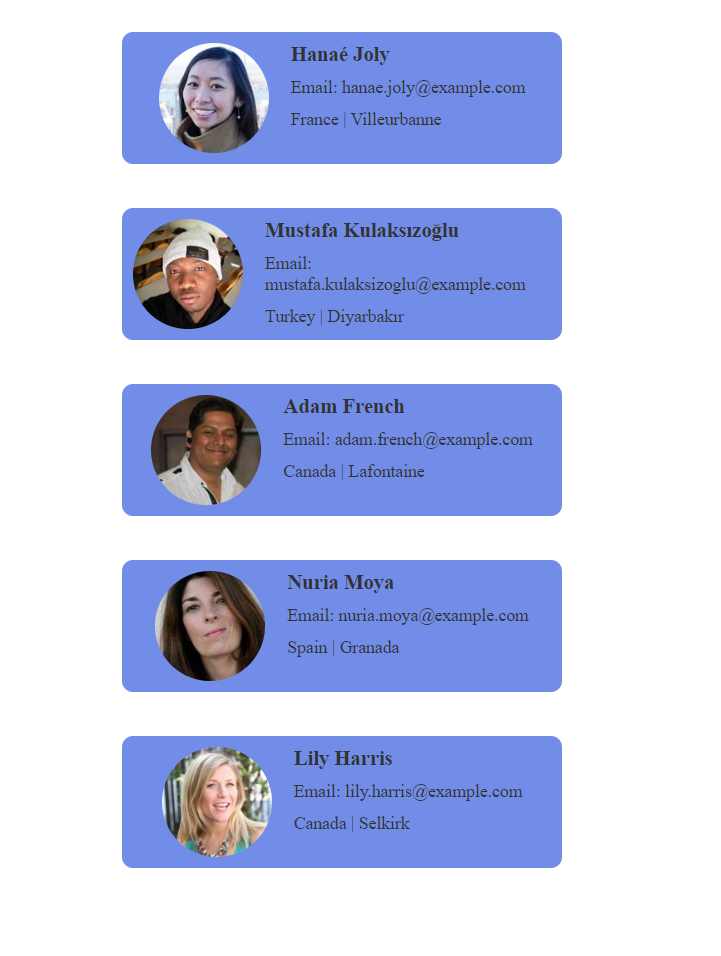 Hanaé Joly
Email: hanae.joly@example.com
France | Villeurbanne
Mustafa Kulaksızoğlu
Email:
mustafa.kulaksizoglu@example.com
Turkey | Diyarbakır
Adam French
Email: adam.french@example.com
Canada | Lafontaine
Nuria Moya
Email: nuria.moya@example.com
Spain | Granada
Lily Harris
Email: lily.harris@example.com
Canada | Selkirk